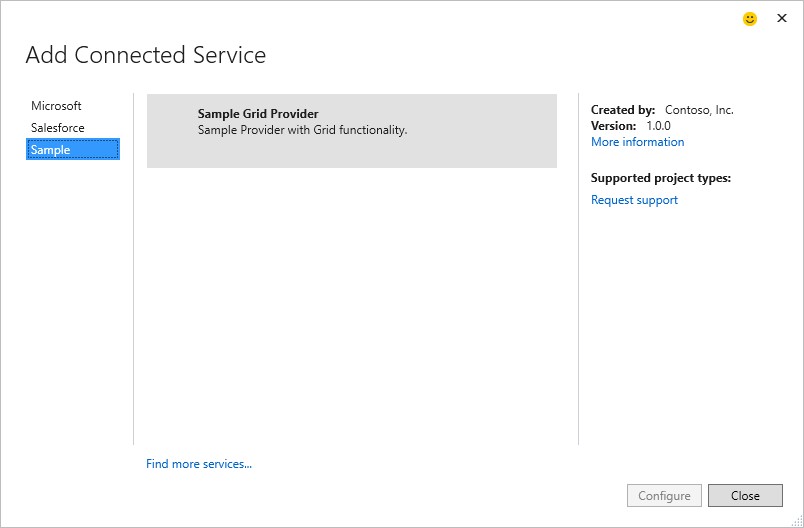 Add Connected Service
Microsoft
Salesforce
Sample
Sample Grid Provider
Sample Provider with Grid functionality.
Created by: Contoso, Inc.
Version: 1.0.0
More information
Supported project types:
Request support
Find more services...
Configure
Close